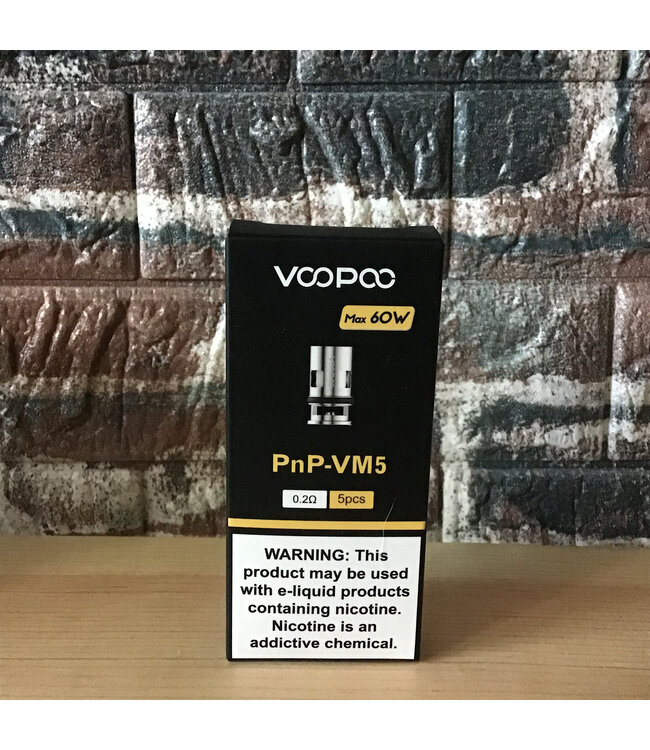 VOOPOO
Max 60W
PnP-VM5
0.2Ω 5pcs
WARNING: This
product may be used
with e-liquid products
containing nicotine.
Nicotine is an
addictive chemical.